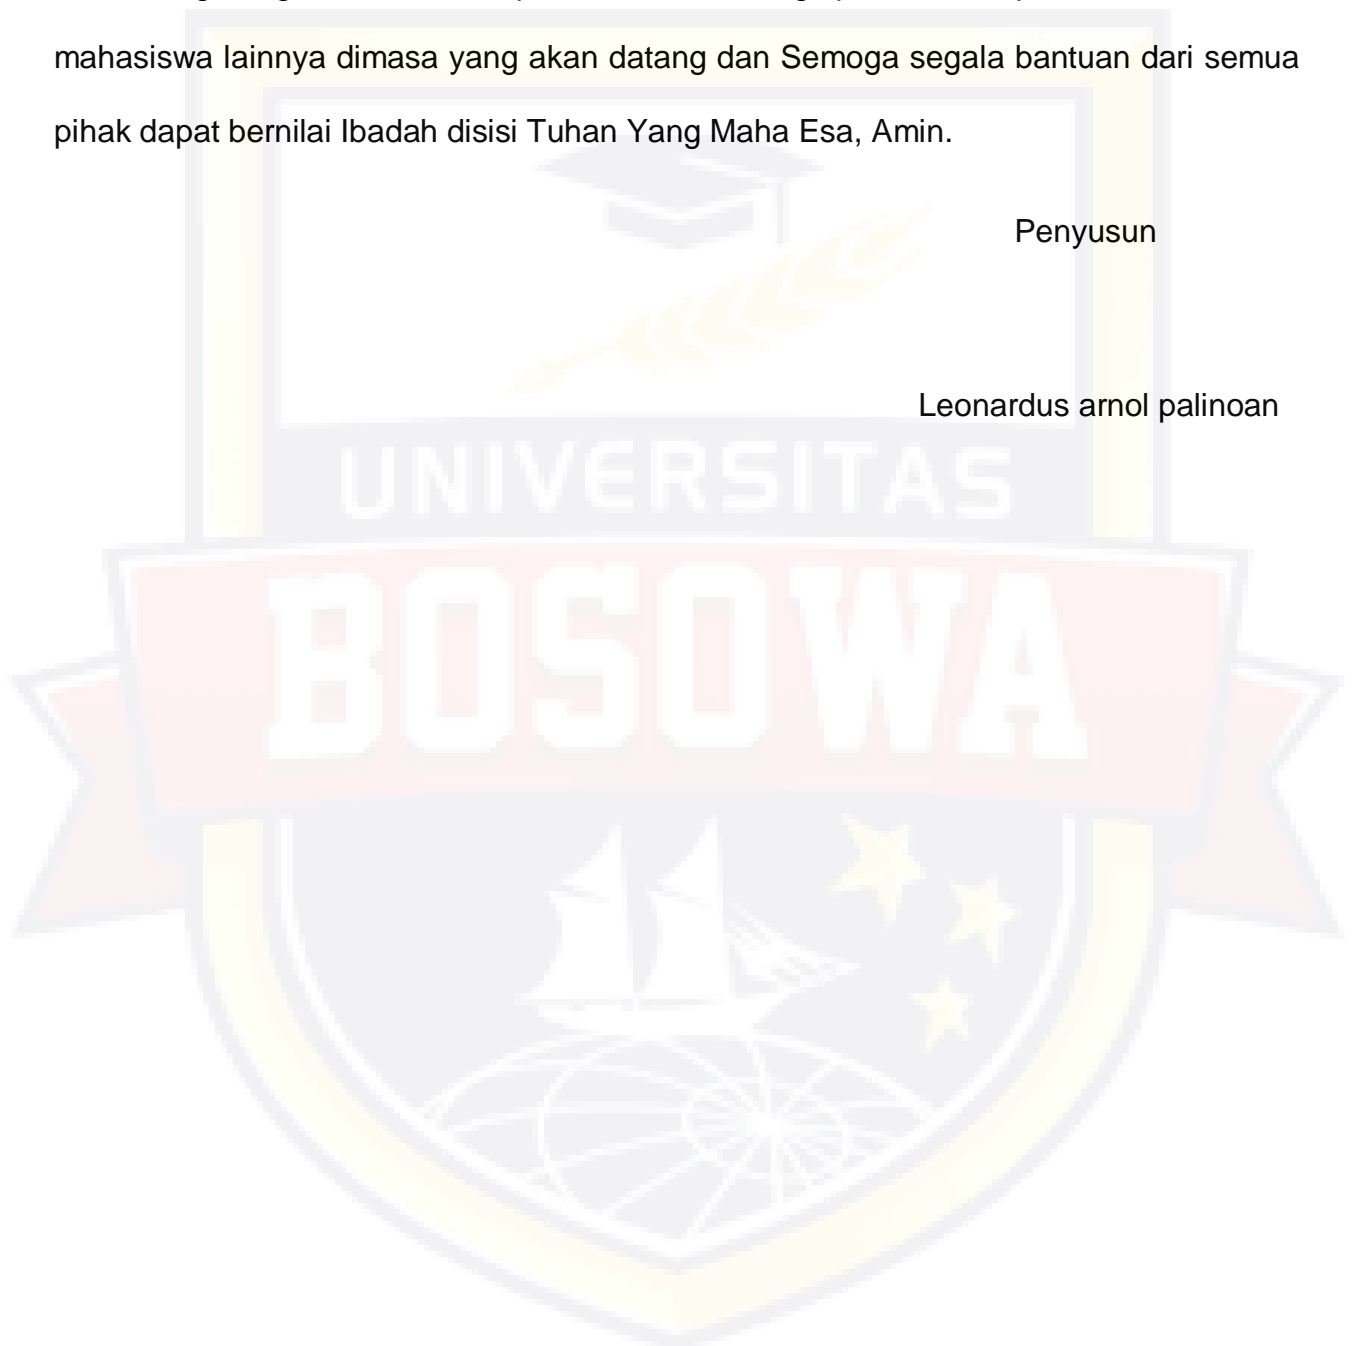 mahasiswa lainnya dimasa yang akan datang dan Semoga segala bantuan dari semua
pihak dapat bernilai Ibadah disisi Tuhan Yang Maha Esa, Amin.
Penyusun
Leonardus arnol palinoan
UNIVERSITAS
BOSOWA